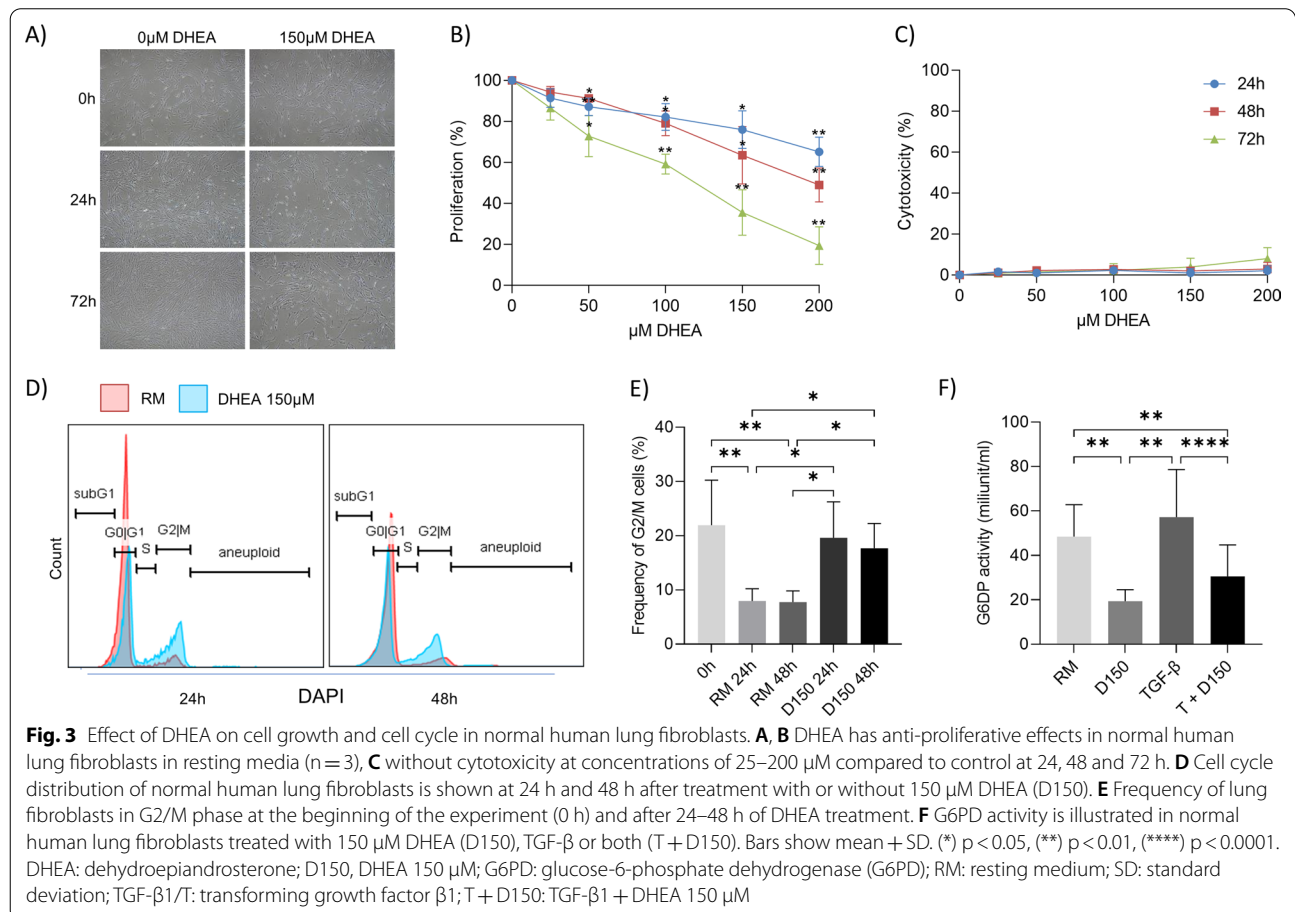 A)
0µM DHEA 150µM DHEA
0h
24h
72h
B)
Proliferation (%)
100
80
60
40
20
0
* ** *
* * **
* * **
** ** **
0 50 100 150 200
µM DHEA
C)
Cytotoxicity (%)
100
80
60
40
20
0
0 50 100 150 200
µM DHEA
24h
48h
72h
D)
RM DHEA 150µM
Count
subG1
G0|G1
S
G2|M
aneuploid
subG1
G0|G1
S
G2|M
aneuploid
24h DAPI 48h
E)
Frequency of G2/M cells (%)
40
30
20
10
0
*
** *
** *
*
0h
RM 24h
RM 48h
D150 24h
D150 48h
F)
G6DP activity (miliunit/ml)
100
80
60
40
20
0
**
** ** ****
RM
D150
TGF-β
T + D150
Fig. 3 Effect of DHEA on cell growth and cell cycle in normal human lung fibroblasts. A, B DHEA has anti-proliferative effects in normal human
lung fibroblasts in resting media (n = 3), C without cytotoxicity at concentrations of 25–200 µM compared to control at 24, 48 and 72 h. D Cell cycle
distribution of normal human lung fibroblasts is shown at 24 h and 48 h after treatment with or without 150 µM DHEA (D150). E Frequency of lung
fibroblasts in G2/M phase at the beginning of the experiment (0 h) and after 24–48 h of DHEA treatment. F G6PD activity is illustrated in normal
human lung fibroblasts treated with 150 µM DHEA (D150), TGF-β or both (T + D150). Bars show mean + SD. (*) p < 0.05, (**) p < 0.01, (****) p < 0.0001.
DHEA: dehydroepiandrosterone; D150, DHEA 150 µM; G6PD: glucose-6-phosphate dehydrogenase (G6PD); RM: resting medium; SD: standard
deviation; TGF-β1/T: transforming growth factor β1; T + D150: TGF-β1 + DHEA 150 µM